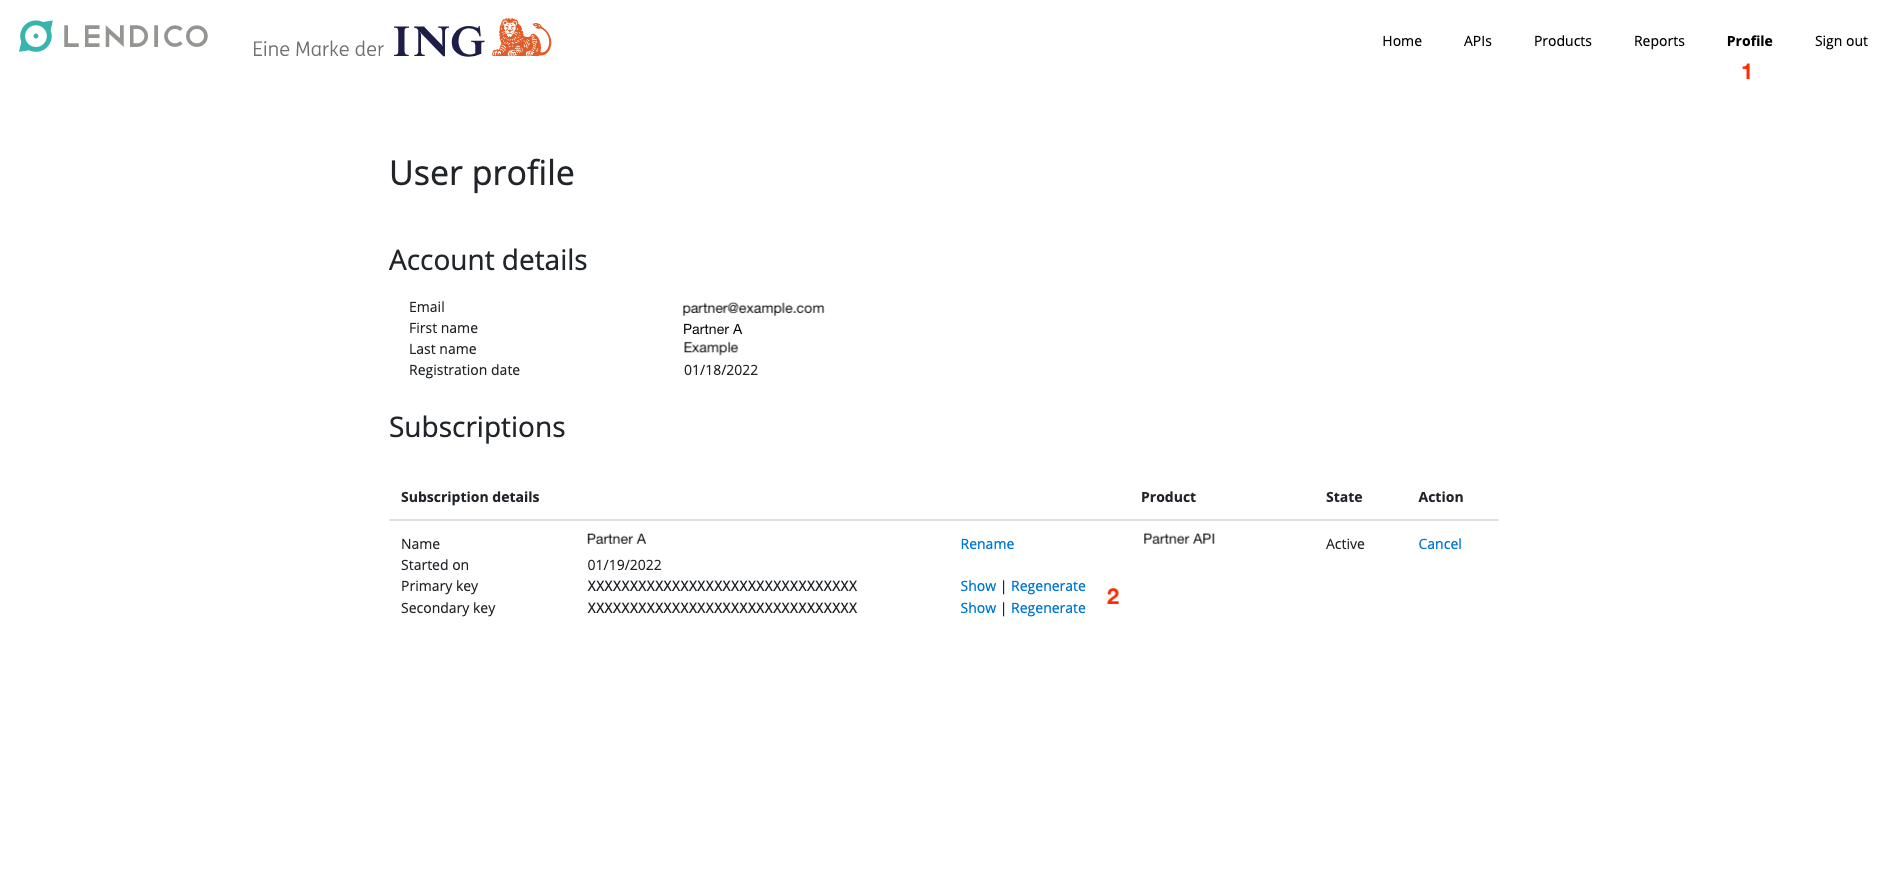 LENDICO Eine Marke der ING
Home APIs Products Reports Profile Sign out
1
User profile
Account details
Email partner@example.com
First name Partner A
Last name Example
Registration date 01/18/2022
Subscriptions
Subscription details Product State Action
Name Partner A Rename Partner API Active Cancel
Started on 01/19/2022
Primary key XXXXXXXXXXXXXXXXXXXXXXXXXXXXXXXX Show | Regenerate
2
Secondary key XXXXXXXXXXXXXXXXXXXXXXXXXXXXXXXX Show | Regenerate